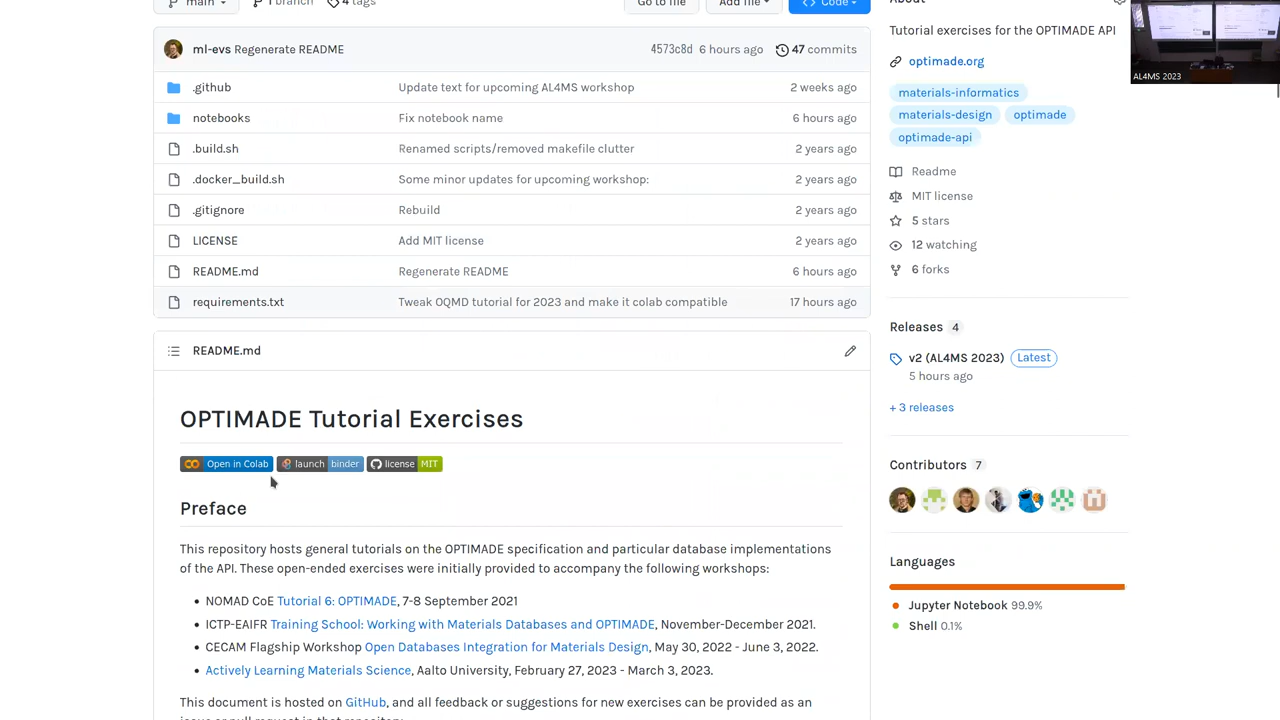 main
1 branch
4 tags
Go to file
Add file
Code
About
ml-evs Regenerate README
4573c8d 6 hours ago
47 commits
.github
Update text for upcoming AL4MS workshop
2 weeks ago
notebooks
Fix notebook name
6 hours ago
.build.sh
Renamed scripts/removed makefile clutter
2 years ago
.docker_build.sh
Some minor updates for upcoming workshop:
2 years ago
.gitignore
Rebuild
2 years ago
LICENSE
Add MIT license
2 years ago
README.md
Regenerate README
6 hours ago
requirements.txt
Tweak OQMD tutorial for 2023 and make it colab compatible
17 hours ago
README.md
OPTIMADE Tutorial Exercises
Open in Colab
launch binder
license MIT
Preface
This repository hosts general tutorials on the OPTIMADE specification and particular database implementations
of the API. These open-ended exercises were initially provided to accompany the following workshops:
• NOMAD CoE Tutorial 6: OPTIMADE, 7-8 September 2021
• ICTP-EAIFR Training School: Working with Materials Databases and OPTIMADE, November-December 2021.
• CECAM Flagship Workshop Open Databases Integration for Materials Design, May 30, 2022 - June 3, 2022.
• Actively Learning Materials Science, Aalto University, February 27, 2023 - March 3, 2023.
This document is hosted on GitHub, and all feedback or suggestions for new exercises can be provided as an
issue or pull request in that repository.
Tutorial exercises for the OPTIMADE API
optimade.org
materials-informatics
materials-design
optimade
optimade-api
Readme
MIT license
5 stars
12 watching
6 forks
Releases 4
v2 (AL4MS 2023)
Latest
5 hours ago
+ 3 releases
Contributors 7
Languages
Jupyter Notebook 99.9%
Shell 0.1%
AL4MS 2023